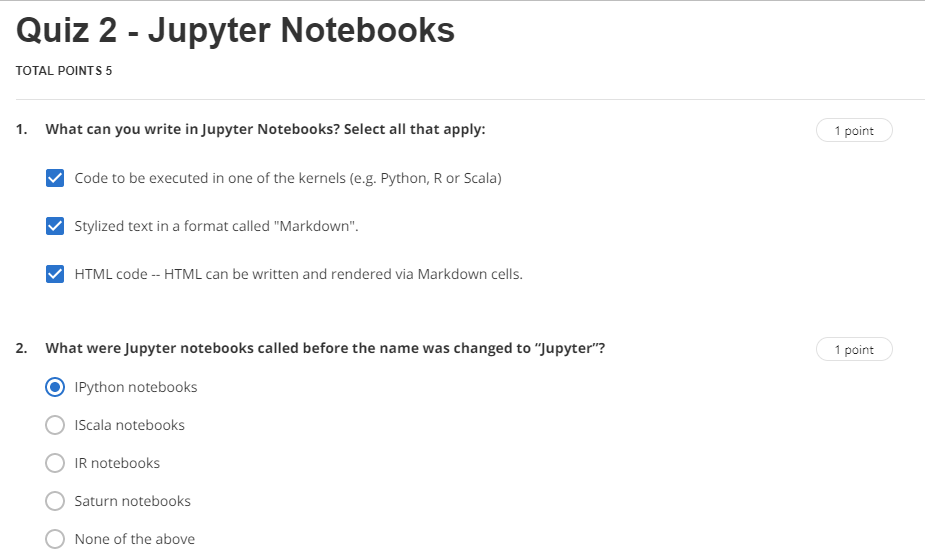 Quiz 2 - Jupyter Notebooks
TOTAL POINTS 5
1. What can you write in Jupyter Notebooks? Select all that apply:
1 point
Code to be executed in one of the kernels (e.g. Python, R or Scala)
Stylized text in a format called "Markdown".
HTML code -- HTML can be written and rendered via Markdown cells.
2. What were Jupyter notebooks called before the name was changed to “Jupyter”?
1 point
IPython notebooks
IScala notebooks
IR notebooks
Saturn notebooks
None of the above